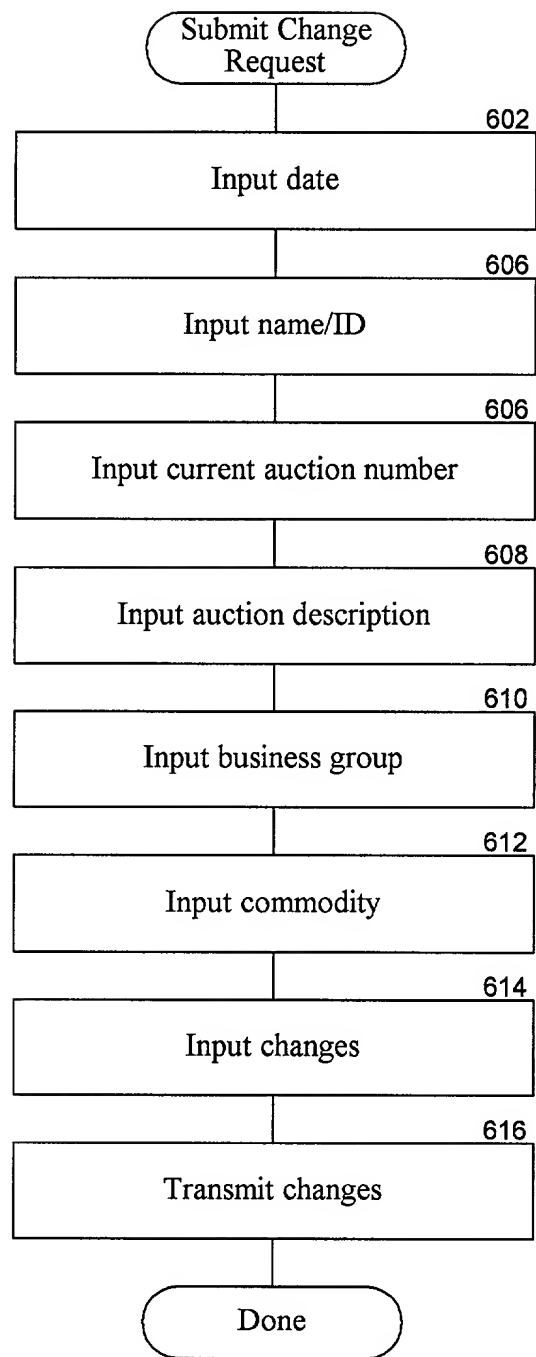 Submit Change
Request
602
Input date
606
Input name/ID
606
Input current auction number
608
Input auction description
610
Input business group
612
Input commodity
614
Input changes
616
Transmit changes
Done